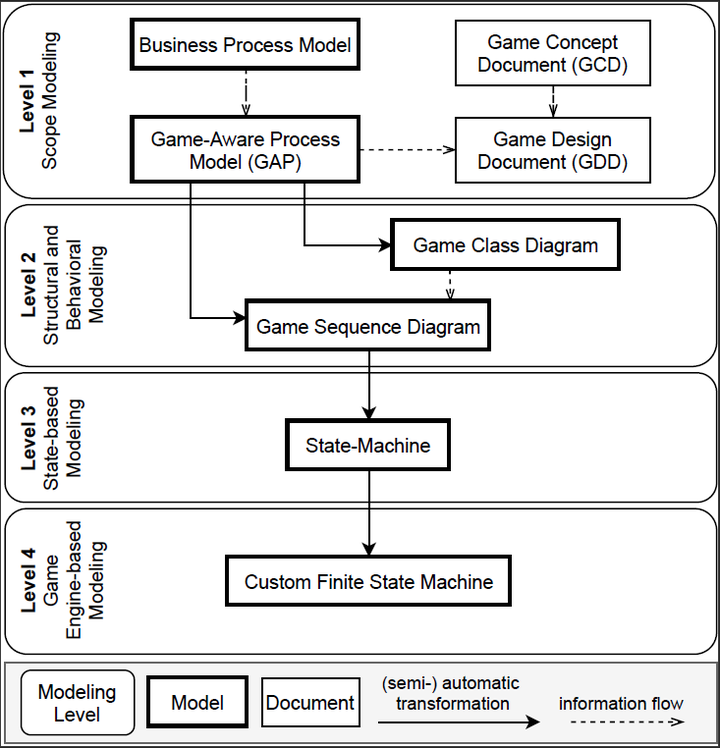 Level 1
Scope Modeling
Business Process Model
Game Concept
Document (GCD)
Game-Aware Process
Model (GAP)
Game Design
Document (GDD)
Level 2
Structural and
Behavioral
Modeling
Game Class Diagram
Game Sequence Diagram
Level 3
State-based
Modeling
State-Machine
Level 4
Game
Engine-based
Modeling
Custom Finite State Machine
Modeling
Level
Model
Document
(semi-) automatic
transformation
information flow